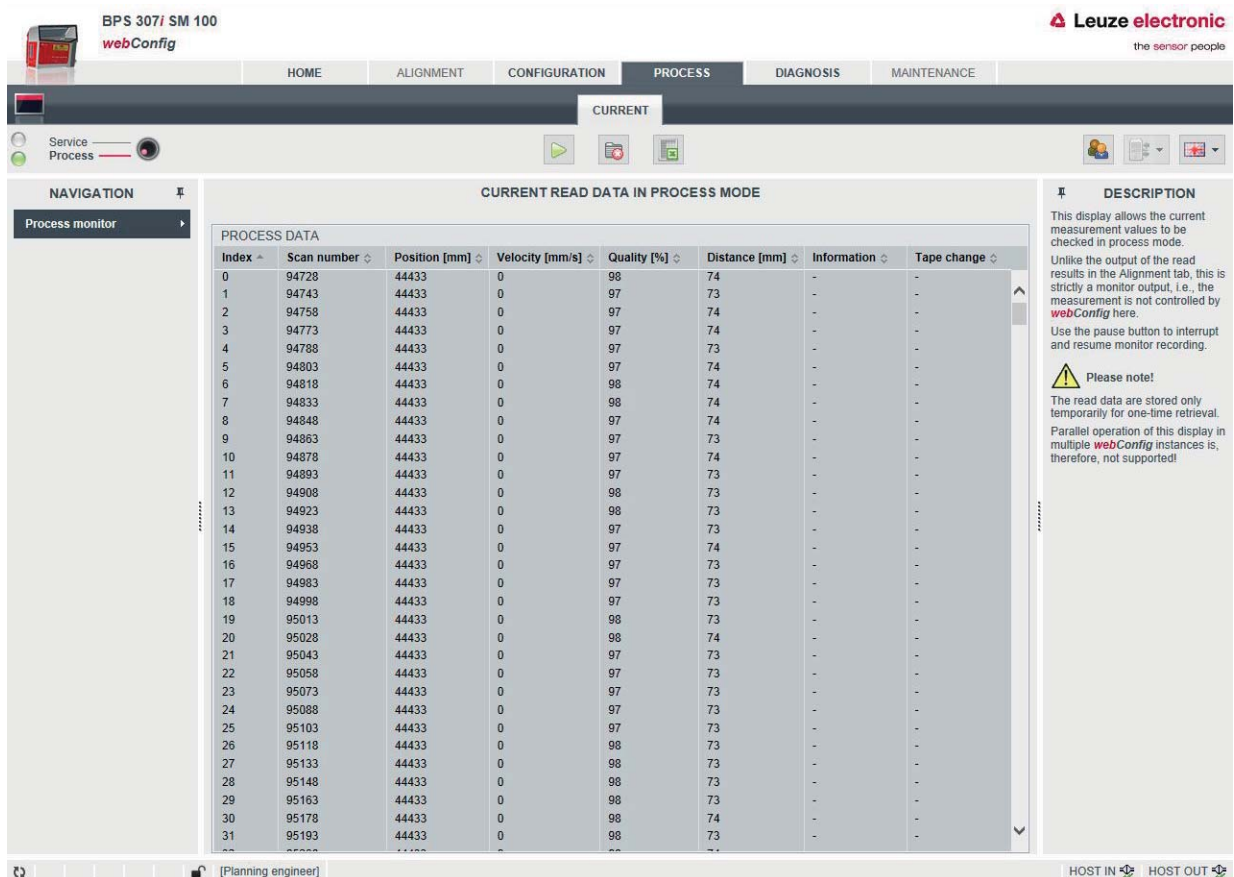 BPS 307i SM 100
webConfig
Leuze electronic
the sensor people
HOME ALIGNMENT CONFIGURATION PROCESS DIAGNOSIS MAINTENANCE
CURRENT
Service
Process
NAVIGATION
Process monitor
CURRENT READ DATA IN PROCESS MODE
PROCESS DATA
Index Scan number Position [mm] Velocity [mm/s] Quality [%] Distance [mm] Information Tape change
0 94728 44433 0 98 74 - -
1 94743 44433 0 97 73 - -
2 94758 44433 0 97 74 - -
3 94773 44433 0 97 74 - -
4 94788 44433 0 97 73 - -
5 94803 44433 0 97 74 - -
6 94818 44433 0 98 74 - -
7 94833 44433 0 98 74 - -
8 94848 44433 0 97 74 - -
9 94863 44433 0 97 73 - -
10 94878 44433 0 97 74 - -
11 94893 44433 0 97 73 - -
12 94908 44433 0 98 73 - -
13 94923 44433 0 98 73 - -
14 94938 44433 0 97 73 - -
15 94953 44433 0 97 74 - -
16 94968 44433 0 97 73 - -
17 94983 44433 0 97 73 - -
18 94998 44433 0 97 73 - -
19 95013 44433 0 98 73 - -
20 95028 44433 0 98 74 - -
21 95043 44433 0 97 73 - -
22 95058 44433 0 97 73 - -
23 95073 44433 0 97 73 - -
24 95088 44433 0 97 73 - -
25 95103 44433 0 97 73 - -
26 95118 44433 0 98 73 - -
27 95133 44433 0 98 73 - -
28 95148 44433 0 98 73 - -
29 95163 44433 0 98 73 - -
30 95178 44433 0 98 74 - -
31 95193 44433 0 98 73 - -
DESCRIPTION
This display allows the current
measurement values to be
checked in process mode.
Unlike the output of the read
results in the Alignment tab, this is
strictly a monitor output, i.e., the
measurement is not controlled by
webConfig here.
Use the pause button to interrupt
and resume monitor recording.
Please note!
The read data are stored only
temporarily for one-time retrieval.
Parallel operation of this display in
multiple webConfig instances is,
therefore, not supported!
[Planning engineer]
HOST IN HOST OUT